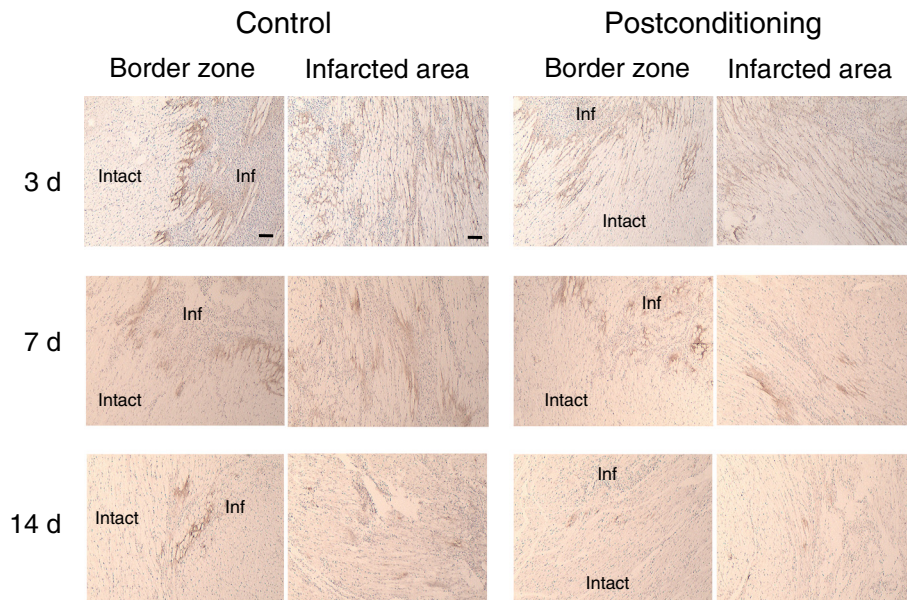 Control Postconditioning
Border zone Infarcted area Border zone Infarcted area
3 d
Intact Inf
Inf
Intact
7 d
Inf
Intact
Inf
Intact
14 d
Intact Inf
Inf
Intact